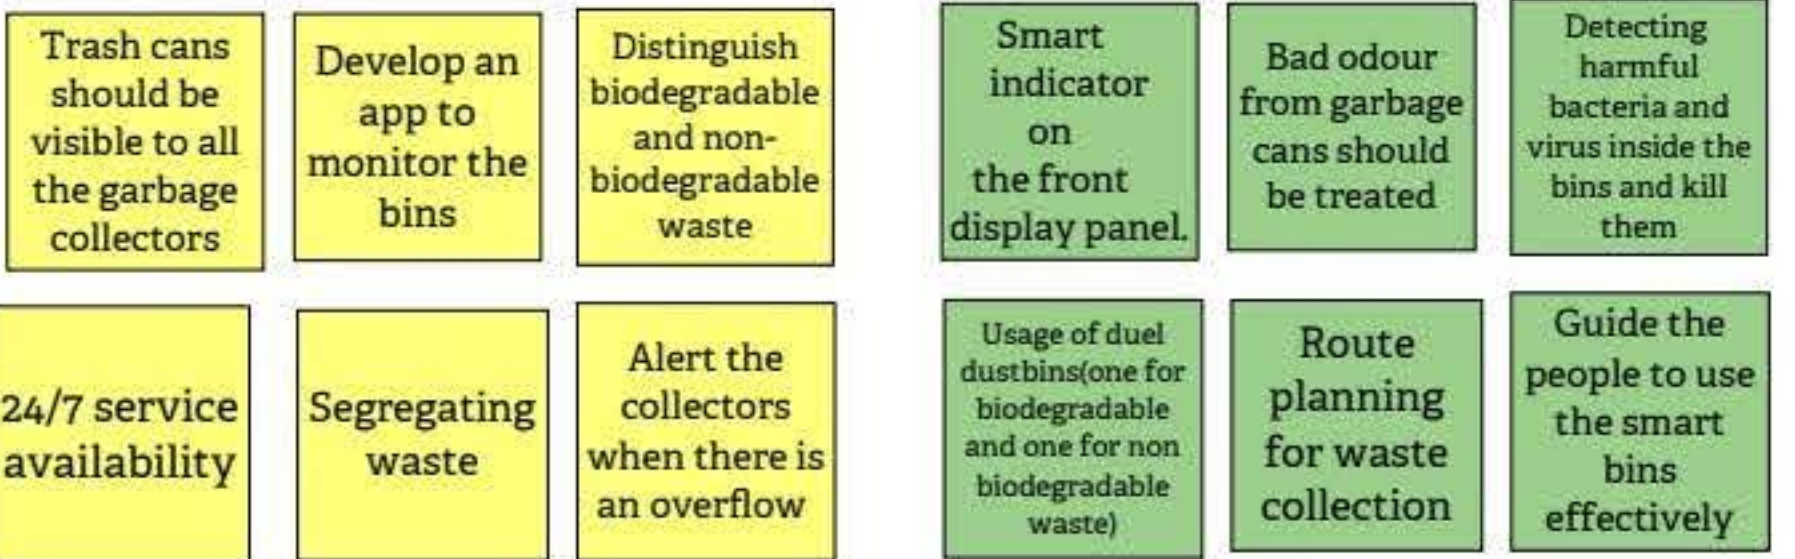 Trash cans
should be
visible to all
the garbage
collectors
Develop an
app to
monitor the
bins
Distinguish
biodegradable
and non-
biodegradable
waste
Smart
indicator
on
the front
display panel.
Bad odour
from garbage
cans should
be treated
Detecting
harmful
bacteria and
virus inside the
bins and kill
them
24/7 service
availability
Segregating
waste
Alert the
collectors
when there is
an overflow
Usage of duel
dustbins(one for
biodegradable
and one for non
biodegradable
waste)
Route
planning
for waste
collection
Guide the
people to use
the smart
bins
effectively